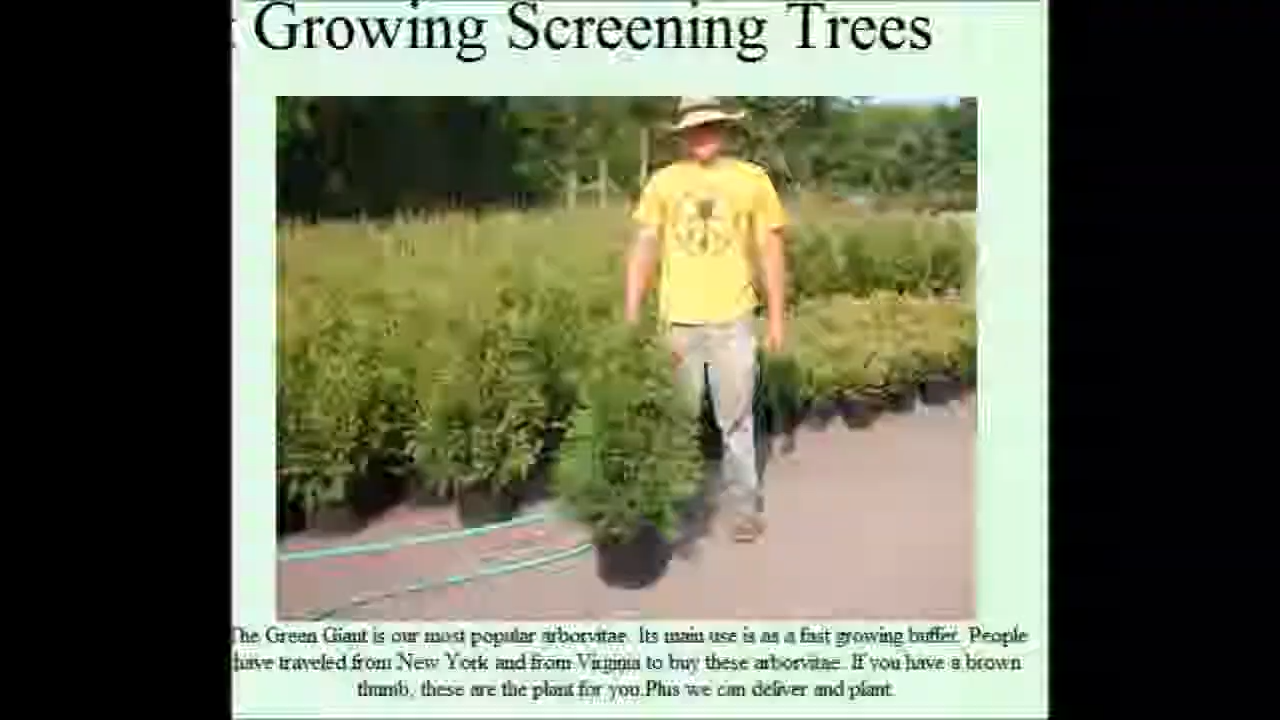 Growing Screening Trees
The Green Giant is our most popular arborvitae. Its main use is as a fast growing buffer. People
have traveled from New York and from Virginia to buy these arborvitae. If you have a brown
thumb, these are the plant for you.Plus we can deliver and plant.